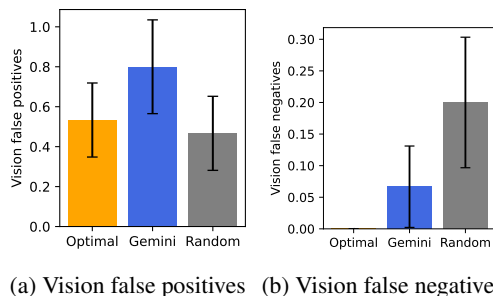 Vision false positives
1.0
0.8
0.6
0.4
0.2
0.0
Optimal Gemini Random
Vision false negatives
0.30
0.25
0.20
0.15
0.10
0.05
0.00
Optimal Gemini Random
(a) Vision false positives (b) Vision false negative